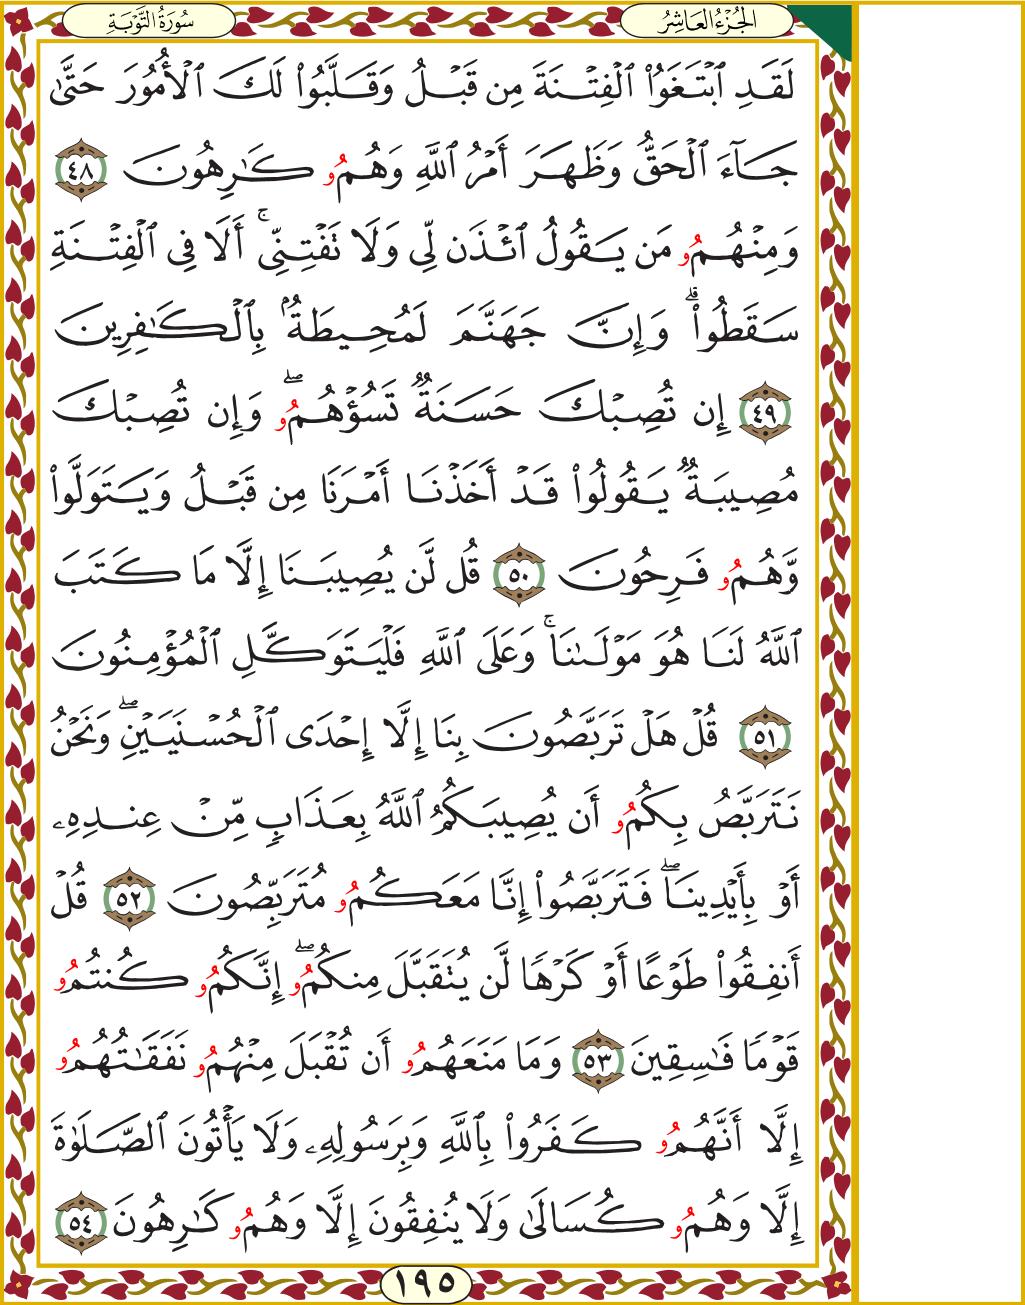 سُورَةُ التَّوْبَةِ
الجُزْءُ العَاشِرُ
لَقَدِ ٱبْتَغَوُا۟ ٱلْفِتْنَةَ مِن قَبْلُ وَقَلَّبُوا۟ لَكَ ٱلْأُمُورَ حَتَّىٰ
جَآءَ ٱلْحَقُّ وَظَهَرَ أَمْرُ ٱللَّهِ وَهُمُو كَٰرِهُونَ ٤٨
وَمِنْهُمُو مَن يَقُولُ ٱئْذَن لِّى وَلَا تَفْتِنِّىٓ ۚ أَلَا فِى ٱلْفِتْنَةِ
سَقَطُوا۟ ۗ وَإِنَّ جَهَنَّمَ لَمُحِيطَةٌۢ بِٱلْكَٰفِرِينَ
٤٩ إِن تُصِبْكَ حَسَنَةٌ تَسُؤْهُمُو ۖ وَإِن تُصِبْكَ
مُصِيبَةٌ يَقُولُوا۟ قَدْ أَخَذْنَا أَمْرَنَا مِن قَبْلُ وَيَتَوَلَّوا۟
وَّهُمُو فَرِحُونَ ٥٠ قُل لَّن يُصِيبَنَا إِلَّا مَا كَتَبَ
ٱللَّهُ لَنَا هُوَ مَوْلَىٰنَا ۚ وَعَلَى ٱللَّهِ فَلْيَتَوَكَّلِ ٱلْمُؤْمِنُونَ
٥١ قُلْ هَلْ تَرَبَّصُونَ بِنَا إِلَّا إِحْدَى ٱلْحُسْنَيَيْنِ ۖ وَنَحْنُ
نَتَرَبَّصُ بِكُمُو أَن يُصِيبَكُمُ ٱللَّهُ بِعَذَابٍ مِّنْ عِندِهِۦ
أَوْ بِأَيْدِينَا ۖ فَتَرَبَّصُوا۟ إِنَّا مَعَكُمُو مُتَرَبِّصُونَ ٥٢ قُلْ
أَنفِقُوا۟ طَوْعًا أَوْ كَرْهًا لَّن يُتَقَبَّلَ مِنكُمُو ۖ إِنَّكُمُو كُنتُمُو
قَوْمًا فَٰسِقِينَ ٥٣ وَمَا مَنَعَهُمُو أَن تُقْبَلَ مِنْهُمُو نَفَقَٰتُهُمُو
إِلَّا أَنَّهُمُو كَفَرُوا۟ بِٱللَّهِ وَبِرَسُولِهِۦ وَلَا يَأْتُونَ ٱلصَّلَوٰةَ
إِلَّا وَهُمُو كُسَالَىٰ وَلَا يُنفِقُونَ إِلَّا وَهُمُو كَٰرِهُونَ ٥٤
١٩٥